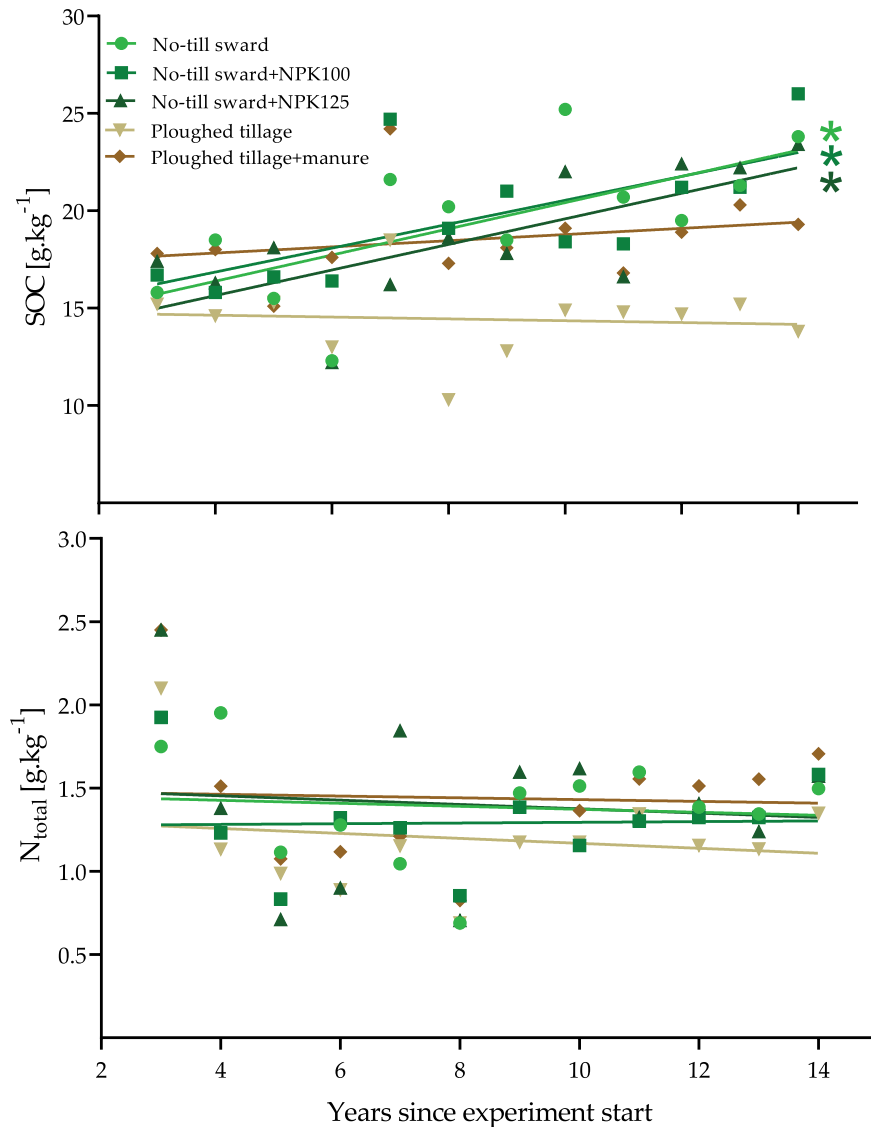 30
No-till sward
No-till sward+NPK100
No-till sward+NPK125
25
Ploughed tillage
Ploughed tillage+manure
*
*
*
SOC [g.kg⁻¹]
20
15
10
3.0
2.5
2.0
N_total [g.kg⁻¹]
1.5
1.0
0.5
2 4 6 8 10 12 14
Years since experiment start